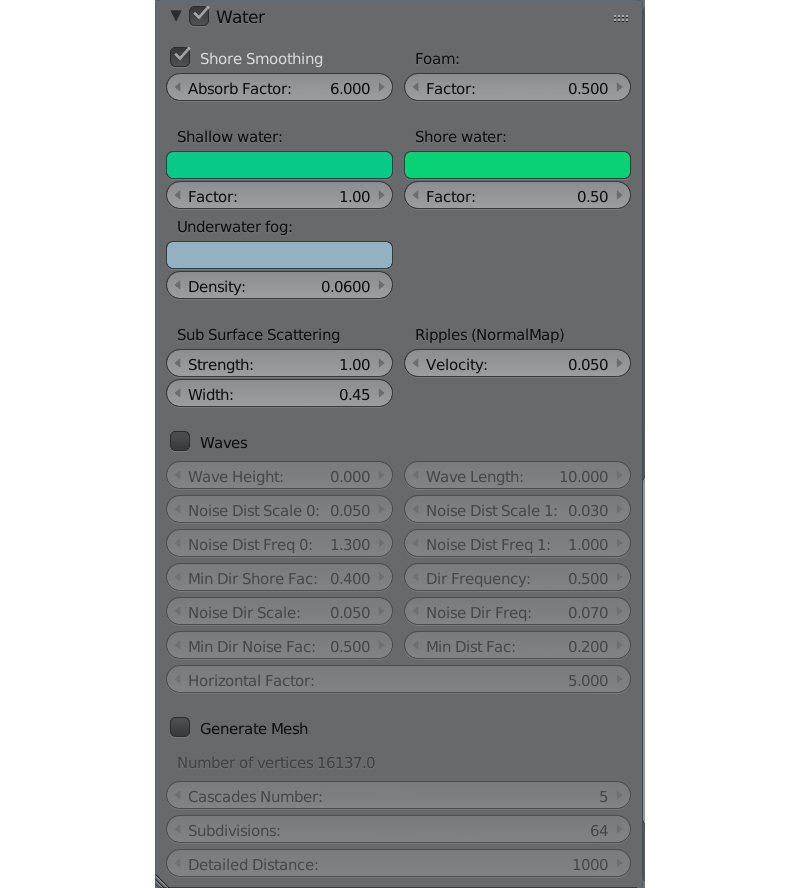 Water
Shore Smoothing Foam:
Absorb Factor: 6.000 Factor: 0.500
Shallow water: Shore water:
Factor: 1.00 Factor: 0.50
Underwater fog:
Density: 0.0600
Sub Surface Scattering Ripples (NormalMap)
Strength: 1.00 Velocity: 0.050
Width: 0.45
Waves
Wave Height: 0.000 Wave Length: 10.000
Noise Dist Scale 0: 0.050 Noise Dist Scale 1: 0.030
Noise Dist Freq 0: 1.300 Noise Dist Freq 1: 1.000
Min Dir Shore Fac: 0.400 Dir Frequency: 0.500
Noise Dir Scale: 0.050 Noise Dir Freq: 0.070
Min Dir Noise Fac: 0.500 Min Dist Fac: 0.200
Horizontal Factor: 5.000
Generate Mesh
Number of vertices 16137.0
Cascades Number: 5
Subdivisions: 64
Detailed Distance: 1000